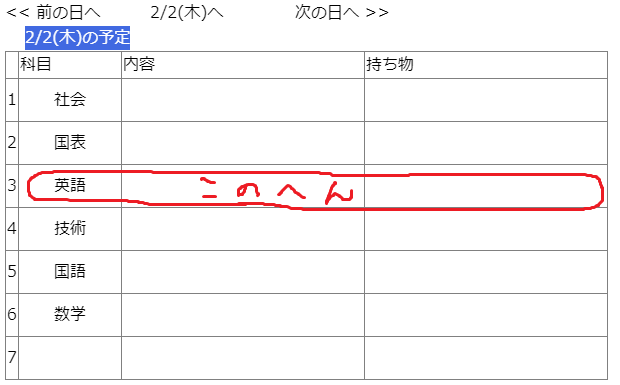 << 前の日へ 2/2(木)へ 次の日へ >>
2/2(木)の予定
科目 内容 持ち物
1 社会
2 国表
3 英語 このへん
4 技術
5 国語
6 数学
7